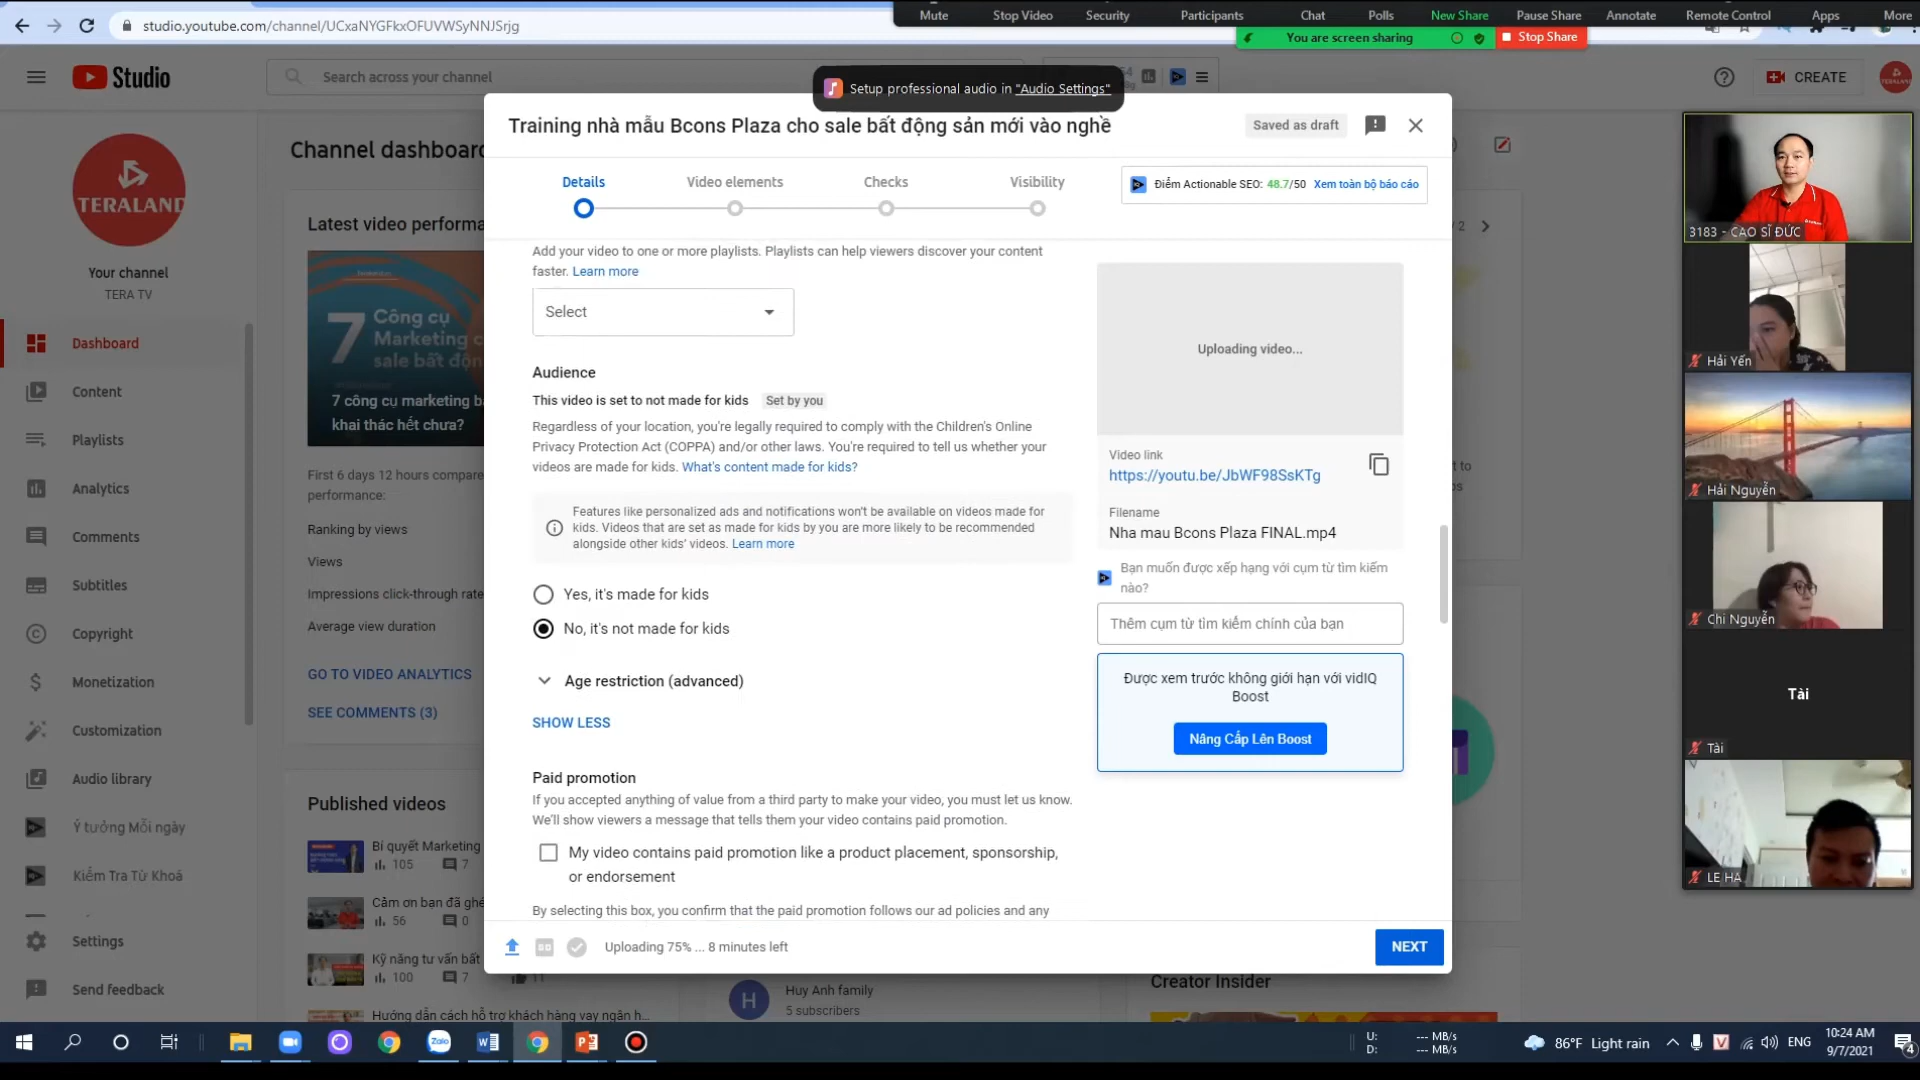 Mute Stop Video Security Participants Chat Polls New Share Pause Share Annotate Remote Control Apps More
studio.youtube.com/channel/UCxaNYGFkxOFUVWSyNNJSrjg
You are screen sharing
Stop Share
Studio
Search across your channel
Setup professional audio in "Audio Settings"
CREATE
TERALAND
Your channel
TERA TV
Dashboard
Content
Playlists
Analytics
Comments
Subtitles
Copyright
Monetization
Customization
Audio library
Ý tưởng Mỗi ngày
Kiểm Tra Từ Khoá
Settings
Send feedback
Channel dashboard
Latest video performa
7 Công cụ
Marketing
sale bất độn
7 công cụ marketing b
khai thác hết chưa?
First 6 days 12 hours compare
performance:
Ranking by views
Views
Impressions click-through rate
Average view duration
GO TO VIDEO ANALYTICS
SEE COMMENTS (3)
Published videos
Bí quyết Marketing
105 7
Cảm ơn bạn đã ghé
56 0
Kỹ năng tư vấn bất
100 7 11
Hướng dẫn cách hỗ trợ khách hàng vay ngân h...
Training nhà mẫu Bcons Plaza cho sale bất động sản mới vào nghề
Saved as draft
Details Video elements Checks Visibility
Điểm Actionable SEO: 48.7/50 Xem toàn bộ báo cáo
Add your video to one or more playlists. Playlists can help viewers discover your content
faster. Learn more
Select
Audience
This video is set to not made for kids Set by you
Regardless of your location, you're legally required to comply with the Children's Online
Privacy Protection Act (COPPA) and/or other laws. You're required to tell us whether your
videos are made for kids. What's content made for kids?
Features like personalized ads and notifications won't be available on videos made for
kids. Videos that are set as made for kids by you are more likely to be recommended
alongside other kids' videos. Learn more
Yes, it's made for kids
No, it's not made for kids
Age restriction (advanced)
SHOW LESS
Paid promotion
If you accepted anything of value from a third party to make your video, you must let us know.
We'll show viewers a message that tells them your video contains paid promotion.
My video contains paid promotion like a product placement, sponsorship,
or endorsement
By selecting this box, you confirm that the paid promotion follows our ad policies and any
Uploading 75% ... 8 minutes left
NEXT
Uploading video...
Video link
https://youtu.be/JbWF98SsKTg
Filename
Nha mau Bcons Plaza FINAL.mp4
Bạn muốn được xếp hạng với cụm từ tìm kiếm
nào?
Thêm cụm từ tìm kiếm chính của bạn
Được xem trước không giới hạn với vidIQ
Boost
Nâng Cấp Lên Boost
/ 2
H
Huy Anh family
5 subscribers
Creator Insider
3183 - CAO SĨ ĐỨC
Hải Yến
Hải Nguyễn
Chi Nguyễn
Tài
Tài
LE HA
Zalo
U: --- MB/s
D: --- MB/s
86°F Light rain
ENG
10:24 AM
9/7/2021
4